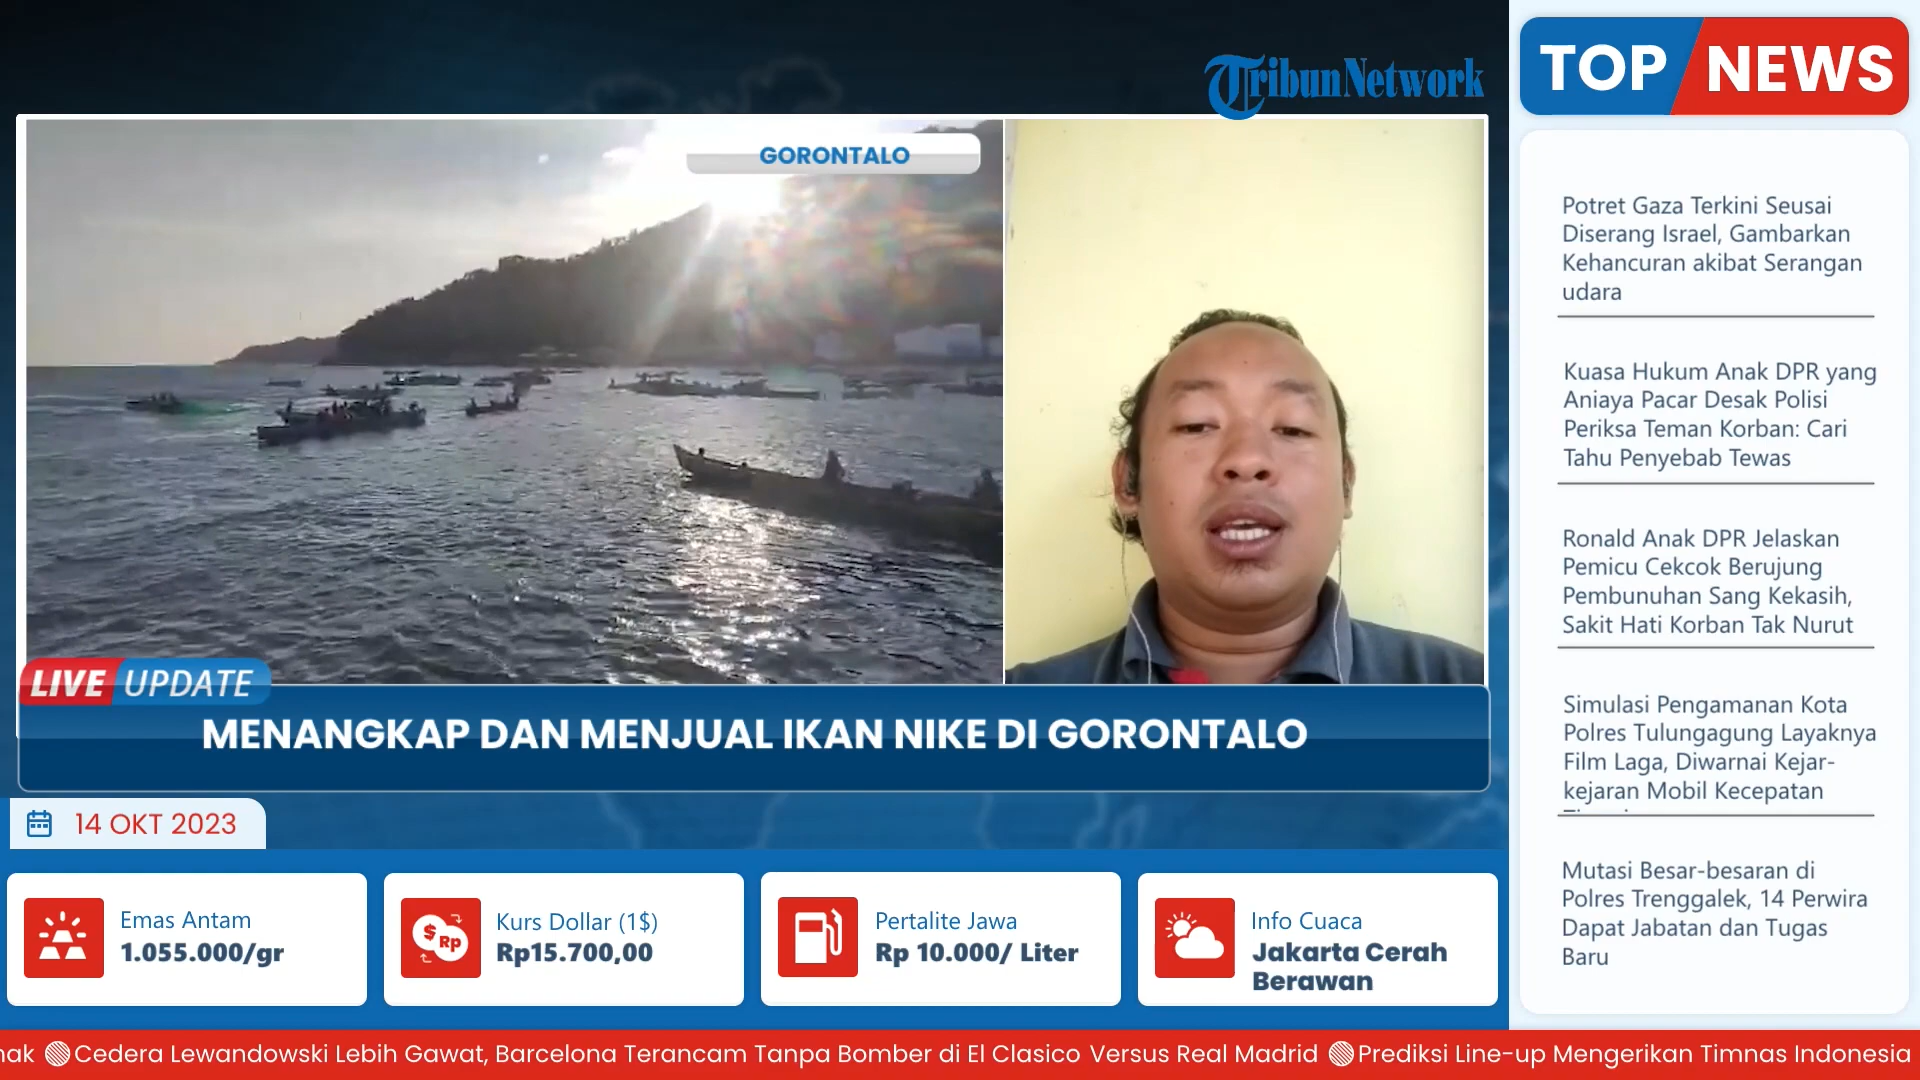 TribunNetwork
GORONTALO
LIVE UPDATE
MENANGKAP DAN MENJUAL IKAN NIKE DI GORONTALO
14 OKT 2023
Emas Antam
1.055.000/gr
Kurs Dollar (1$)
Rp15.700,00
Pertalite Jawa
Rp 10.000/ Liter
Info Cuaca
Jakarta Cerah
Berawan
TOP NEWS
Potret Gaza Terkini Seusai
Diserang Israel, Gambarkan
Kehancuran akibat Serangan
udara
Kuasa Hukum Anak DPR yang
Aniaya Pacar Desak Polisi
Periksa Teman Korban: Cari
Tahu Penyebab Tewas
Ronald Anak DPR Jelaskan
Pemicu Cekcok Berujung
Pembunuhan Sang Kekasih,
Sakit Hati Korban Tak Nurut
Simulasi Pengamanan Kota
Polres Tulungagung Layaknya
Film Laga, Diwarnai Kejar-
kejaran Mobil Kecepatan
Mutasi Besar-besaran di
Polres Trenggalek, 14 Perwira
Dapat Jabatan dan Tugas
Baru
Cedera Lewandowski Lebih Gawat, Barcelona Terancam Tanpa Bomber di El Clasico Versus Real Madrid Prediksi Line-up Mengerikan Timnas Indonesia